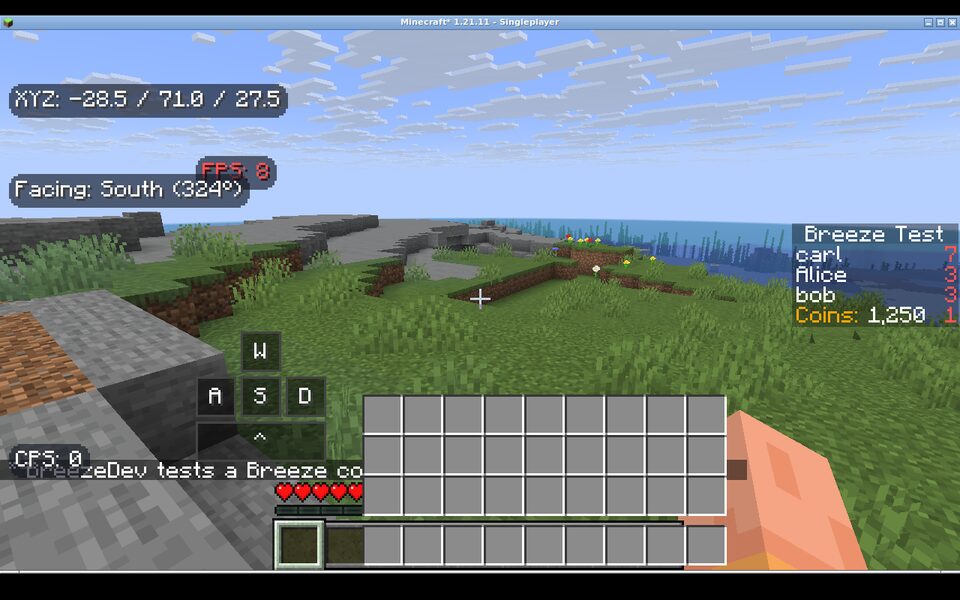 Minecraft* 1.21.11 - Singleplayer
XYZ: -28.5 / 71.0 / 27.5
FPS: 8
Facing: South (324°)
Breeze Test
carl 7
Alice 3
bob 3
Coins: 1,250 1
W
A S D
^
CPS: 0
BreezeDev tests a Breeze co